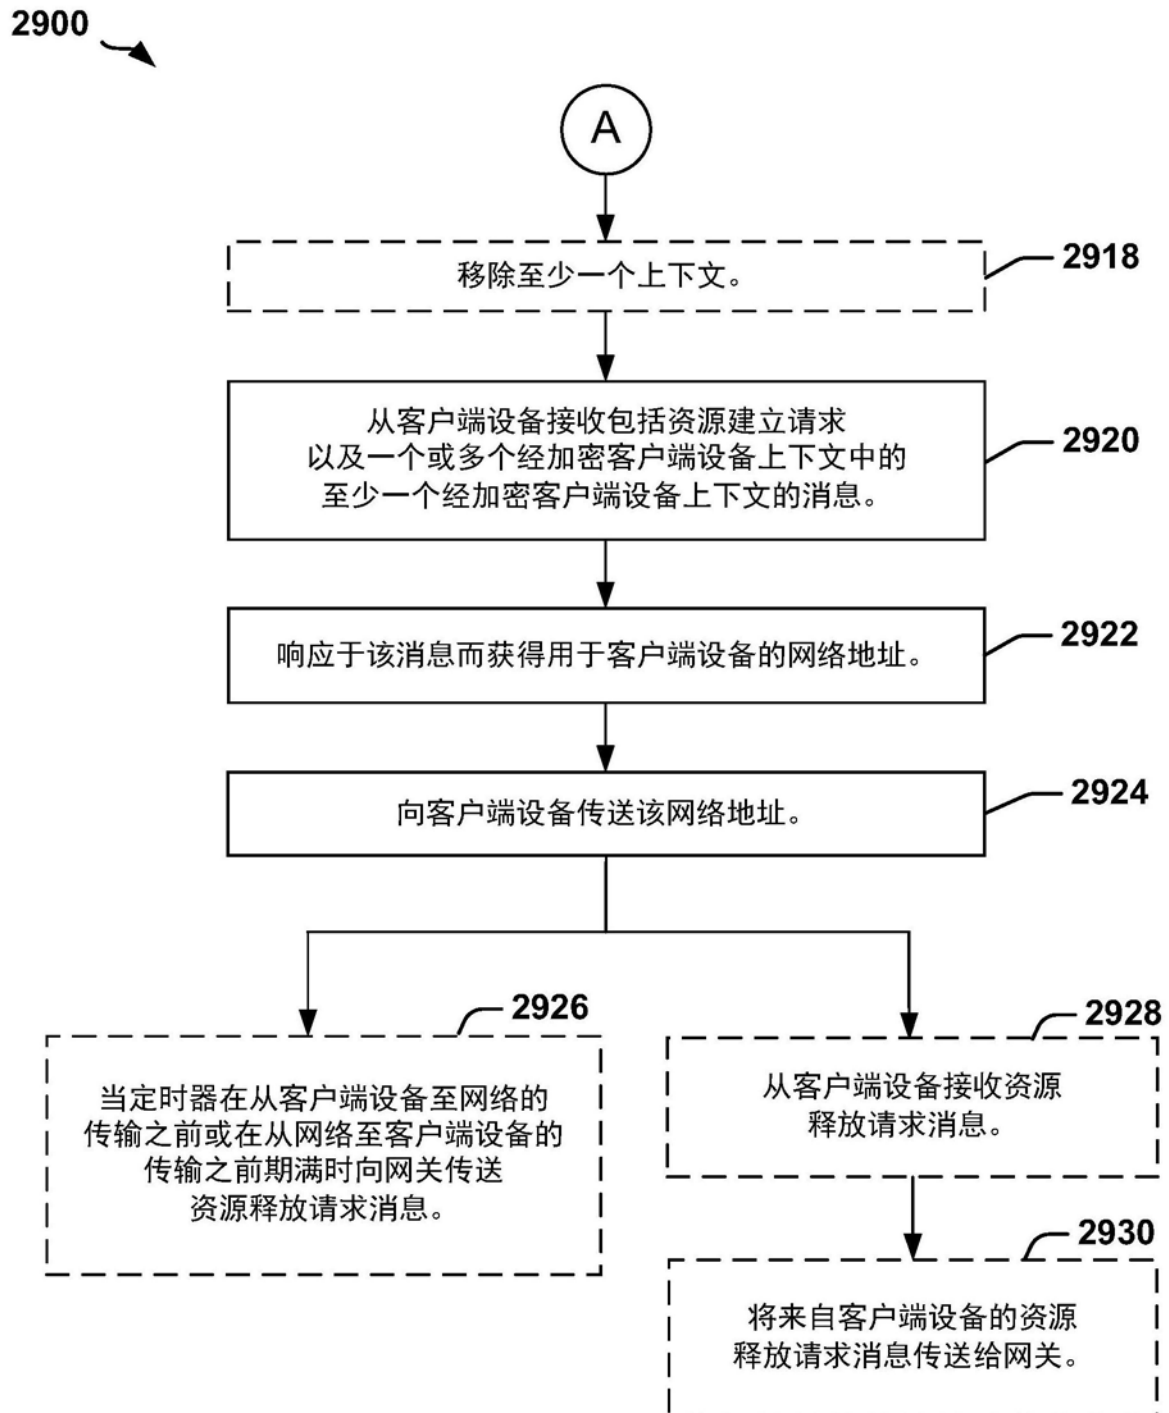 2900
A
移除至少一个上下文。
2918
从客户端设备接收包括资源建立请求
以及一个或多个经加密客户端设备上下文中的
至少一个经加密客户端设备上下文的消息。
2920
响应于该消息而获得用于客户端设备的网络地址。
2922
向客户端设备传送该网络地址。
2924
2926
当定时器在从客户端设备至网络的
传输之前或在从网络至客户端设备的
传输之前期满时向网关传送
资源释放请求消息。
2928
从客户端设备接收资源
释放请求消息。
2930
将来自客户端设备的资源
释放请求消息传送给网关。